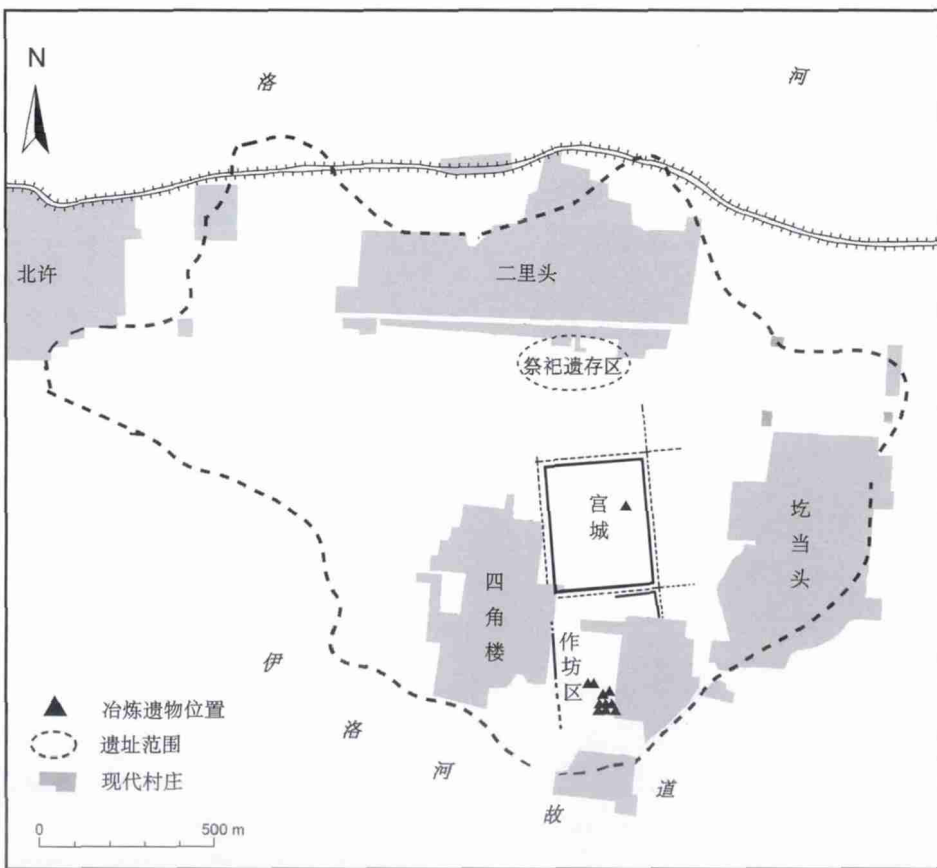 N
洛
河
北许
二里头
祭祀遗存区
宫城
圪当头
四角楼
作坊区
伊
洛
河
故
道
冶炼遗物位置
遗址范围
现代村庄
0
500 m